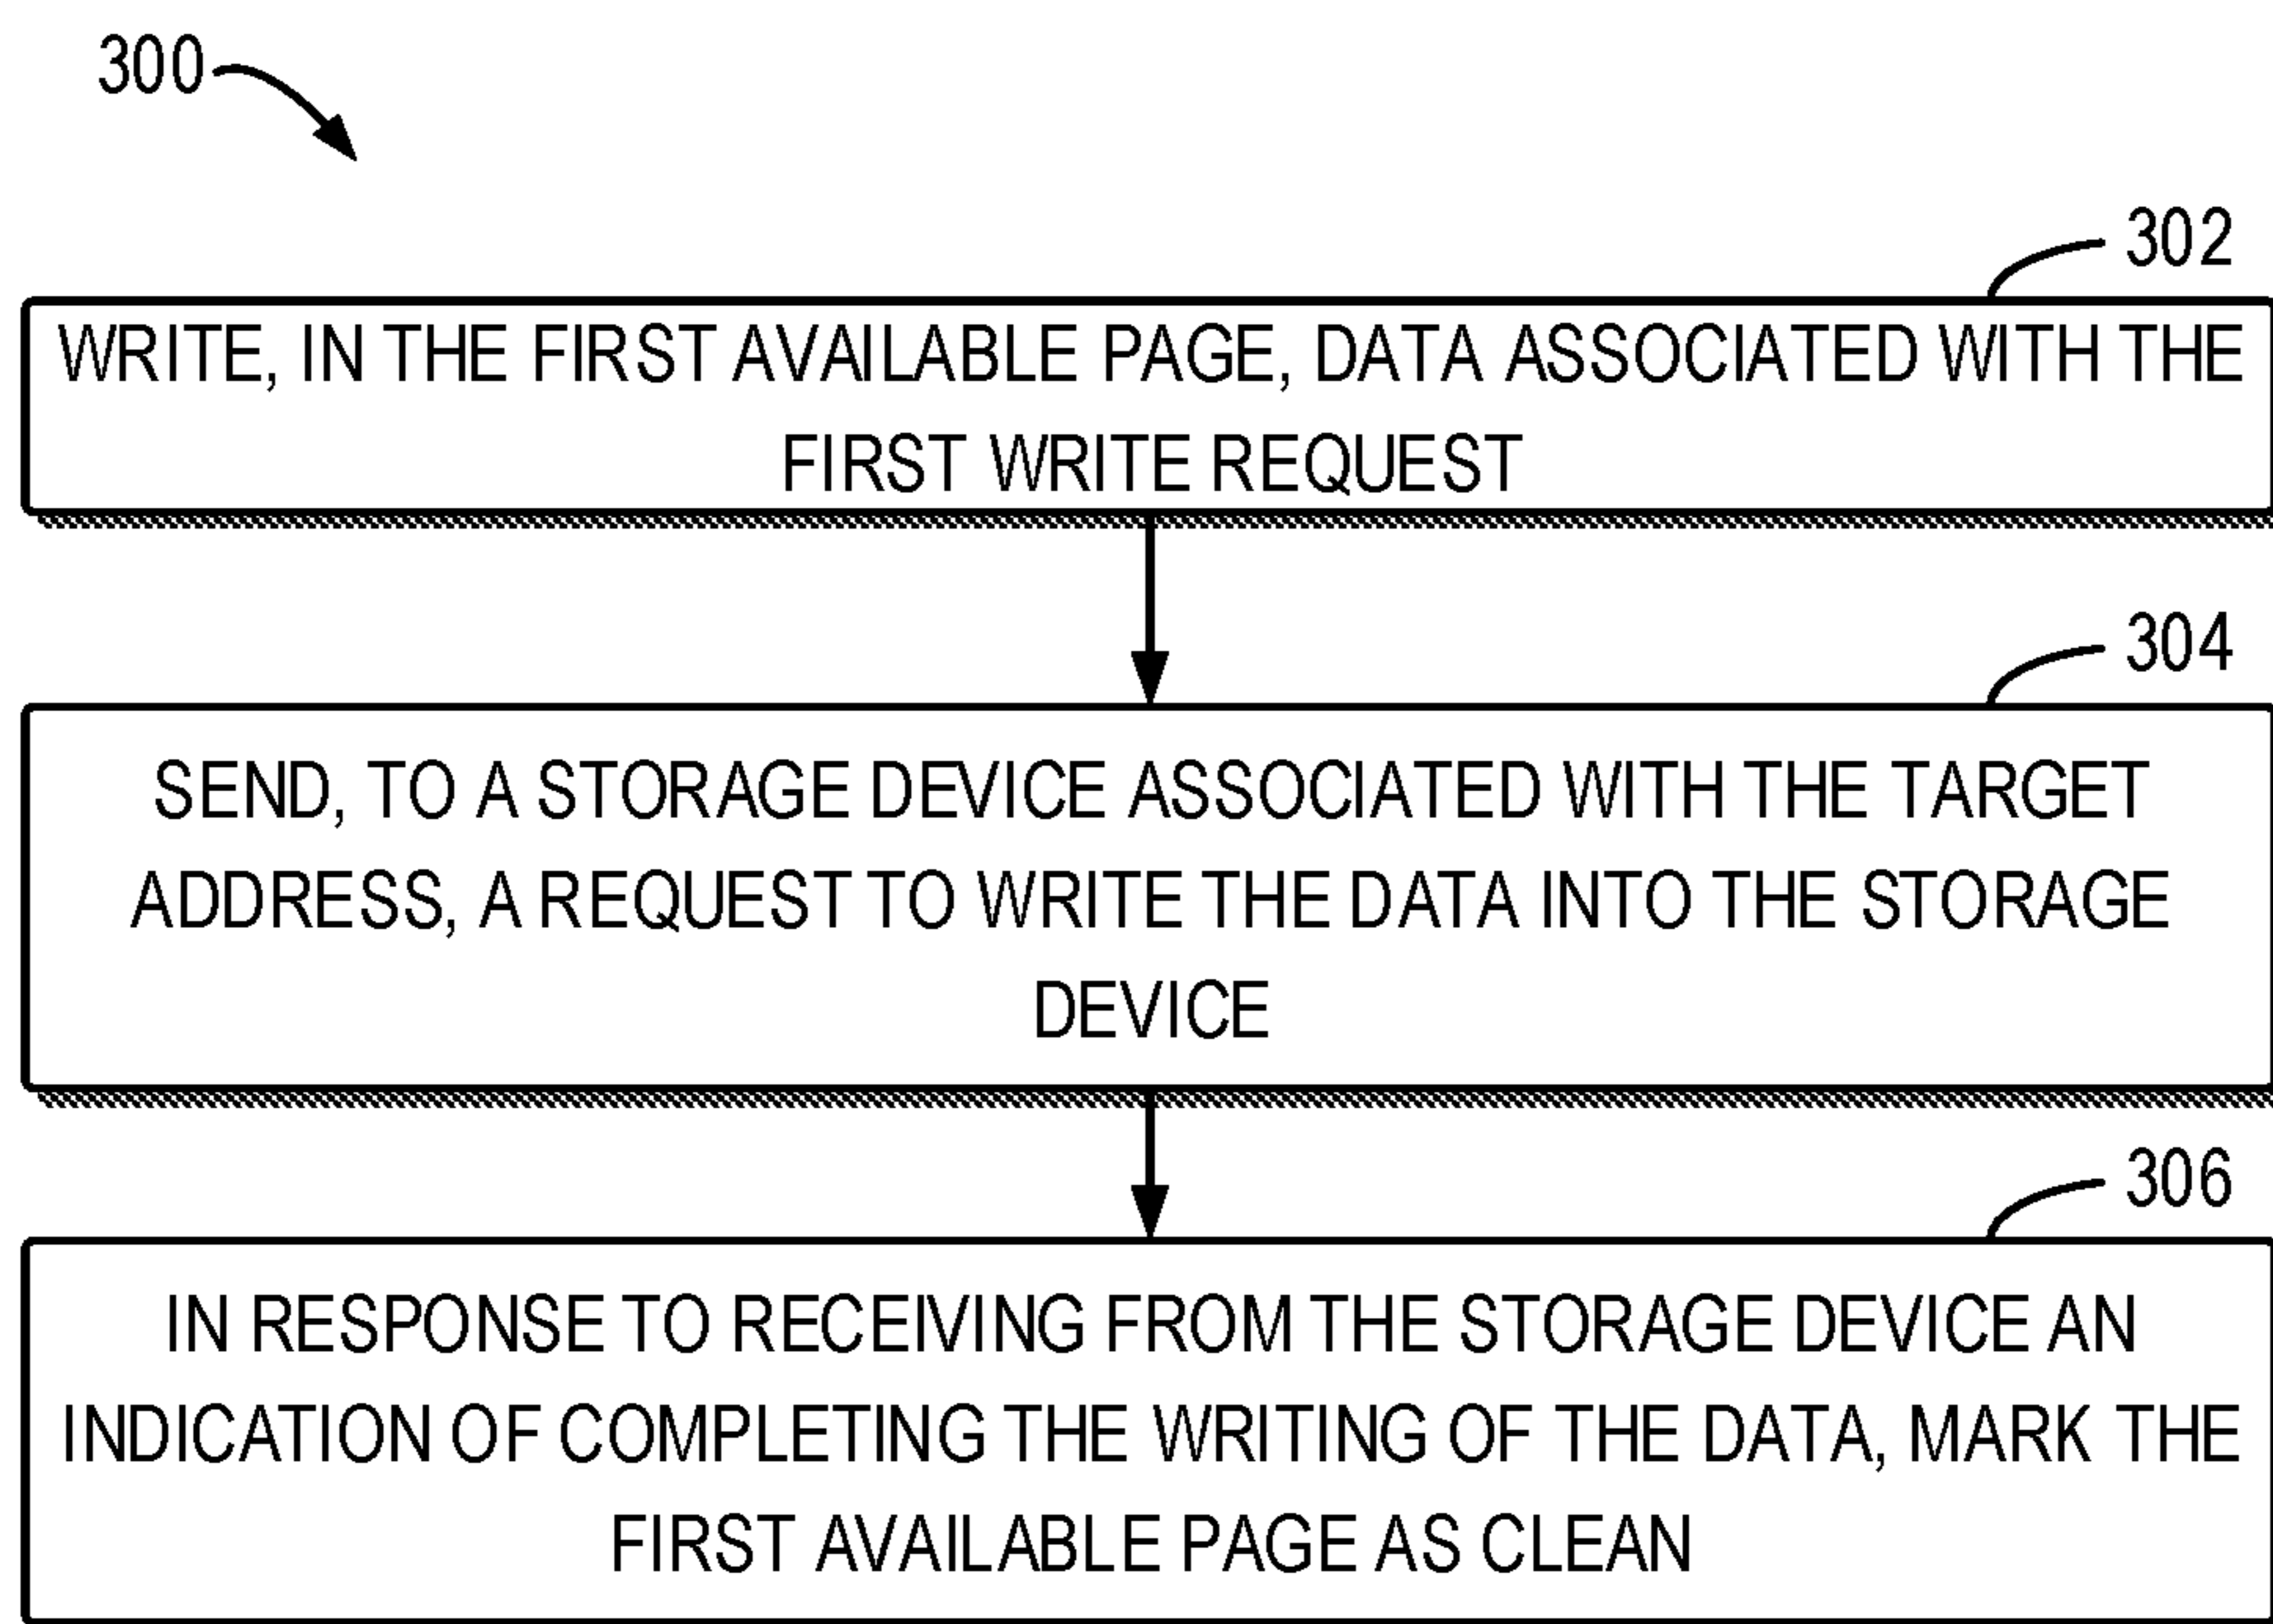 300
302
WRITE, IN THE FIRST AVAILABLE PAGE, DATA ASSOCIATED WITH THE
FIRST WRITE REQUEST
304
SEND, TO A STORAGE DEVICE ASSOCIATED WITH THE TARGET
ADDRESS, A REQUEST TO WRITE THE DATA INTO THE STORAGE
DEVICE
306
IN RESPONSE TO RECEIVING FROM THE STORAGE DEVICE AN
INDICATION OF COMPLETING THE WRITING OF THE DATA, MARK THE
FIRST AVAILABLE PAGE AS CLEAN